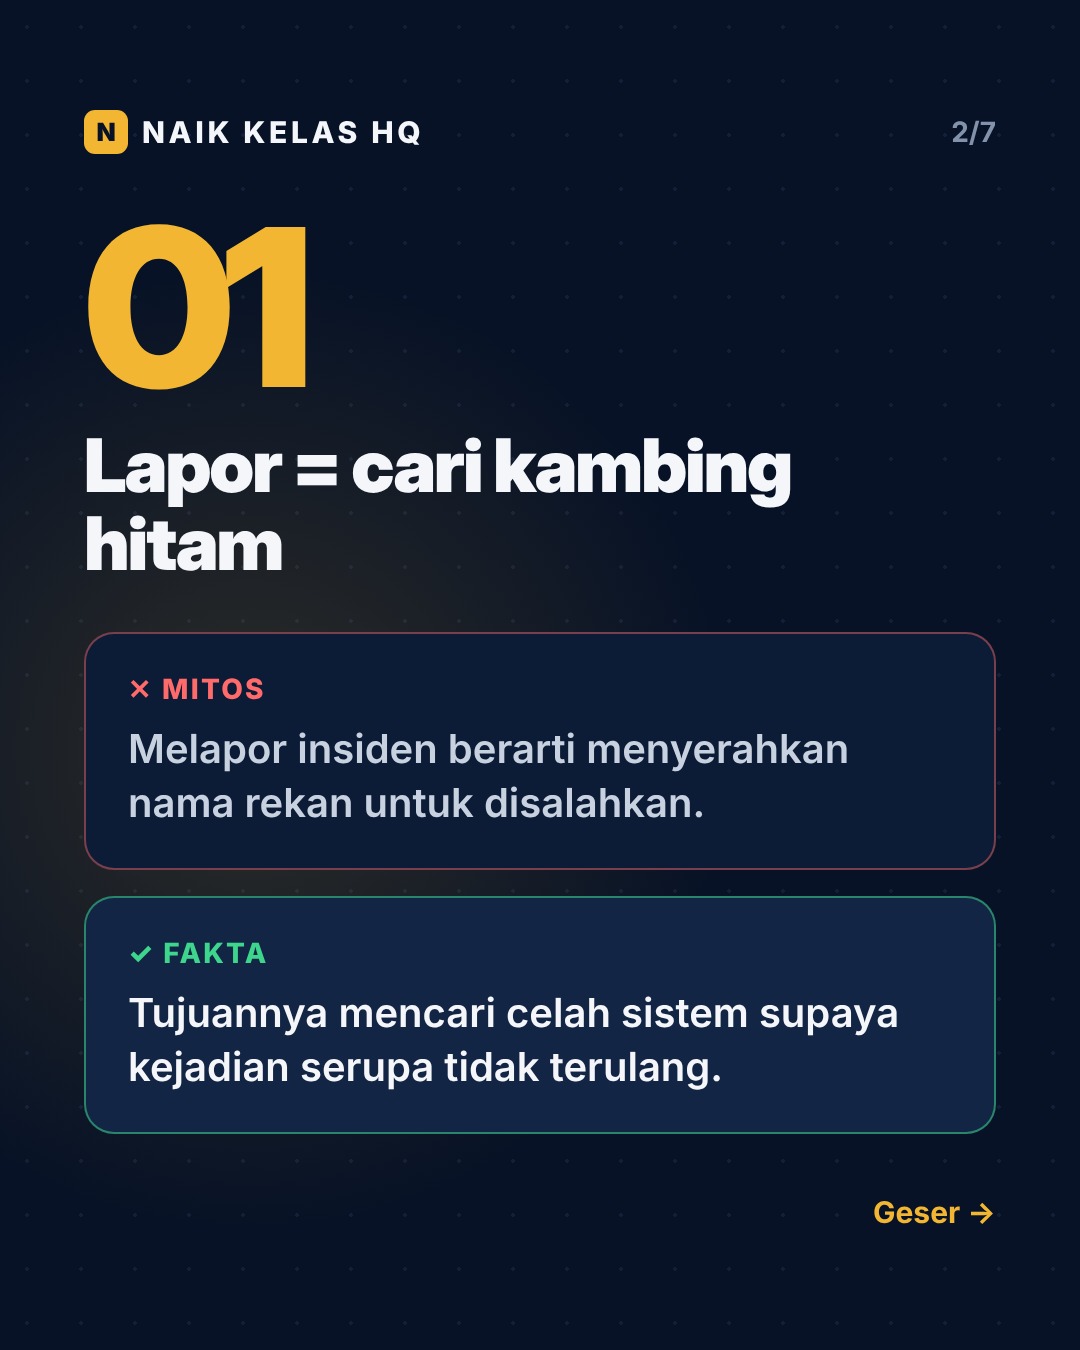 N NAIK KELAS HQ
2/7
01
Lapor = cari kambing
hitam
✕ MITOS
Melapor insiden berarti menyerahkan
nama rekan untuk disalahkan.
✓ FAKTA
Tujuannya mencari celah sistem supaya
kejadian serupa tidak terulang.
Geser →